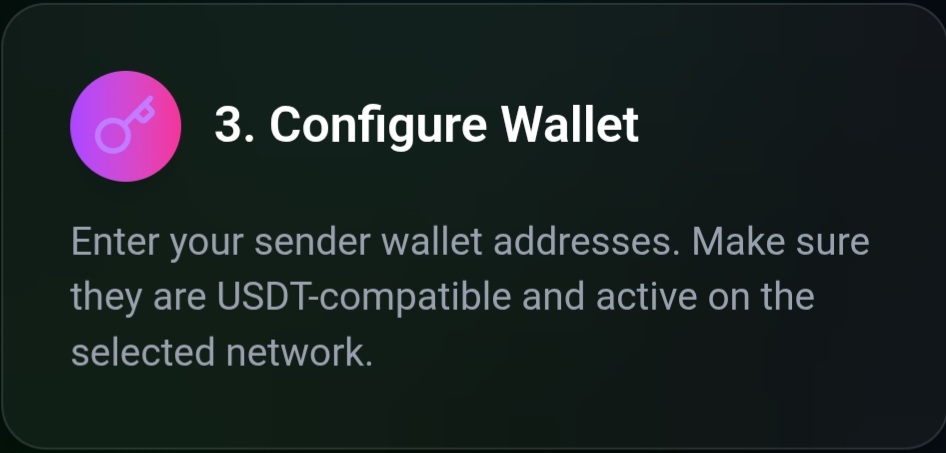 3. Configure Wallet
Enter your sender wallet addresses. Make sure
they are USDT-compatible and active on the
selected network.